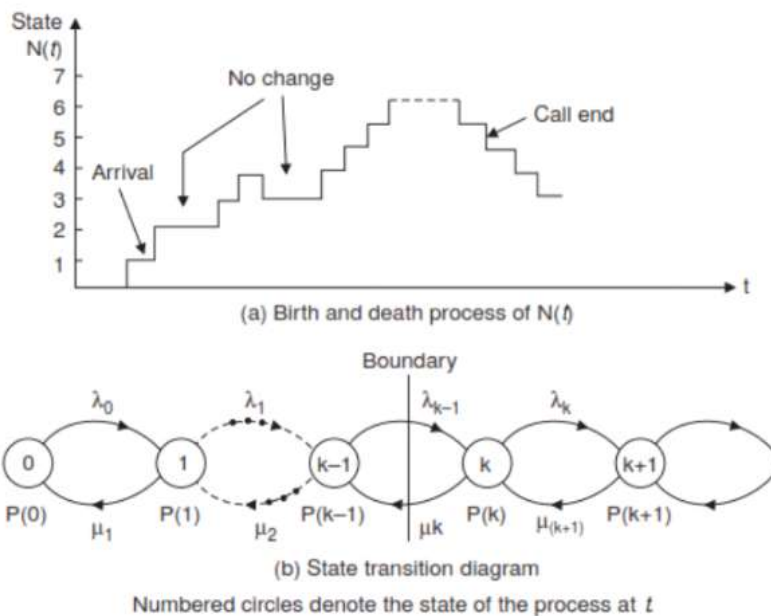 State
N(t)
7
No change
6
Call end
5
Arrival
4
3
2
1
t
(a) Birth and death process of N(t)
Boundary
λ0 λ1 λk–1 λk
0 1 k–1 k k+1
P(0) μ1 P(1) μ2 P(k–1) μk P(k) μ(k+1) P(k+1)
(b) State transition diagram
Numbered circles denote the state of the process at t